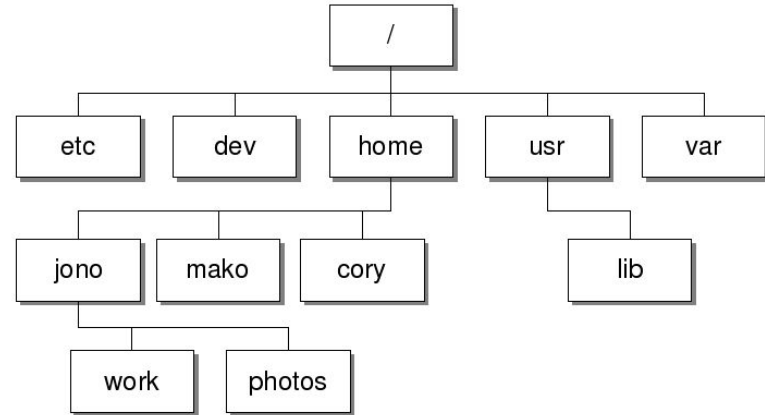 /
etc dev home usr var
jono mako cory lib
work photos